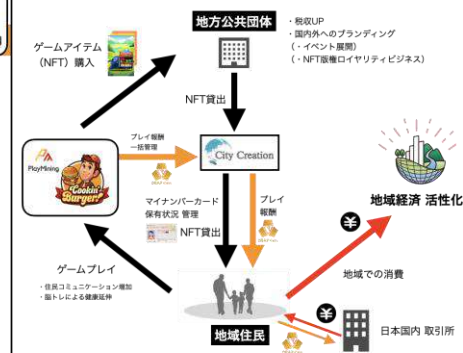 地方公共団体
・税収UP
・国内外へのブランディング
（・イベント展開）
（・NFT版権ロイヤリティビジネス）
ゲームアイテム
（NFT）購入
NFT貸出
プレイ報酬
一括管理
PlayMining
Cookin' Burger!
City Creation
マイナンバーカード
保有状況 管理
NFT貸出
プレイ
報酬
地域経済 活性化
ゲームプレイ
・住民コミュニケーション増加
・脳トレによる健康延伸
地域での消費
地域住民
日本国内 取引所
¥
¥